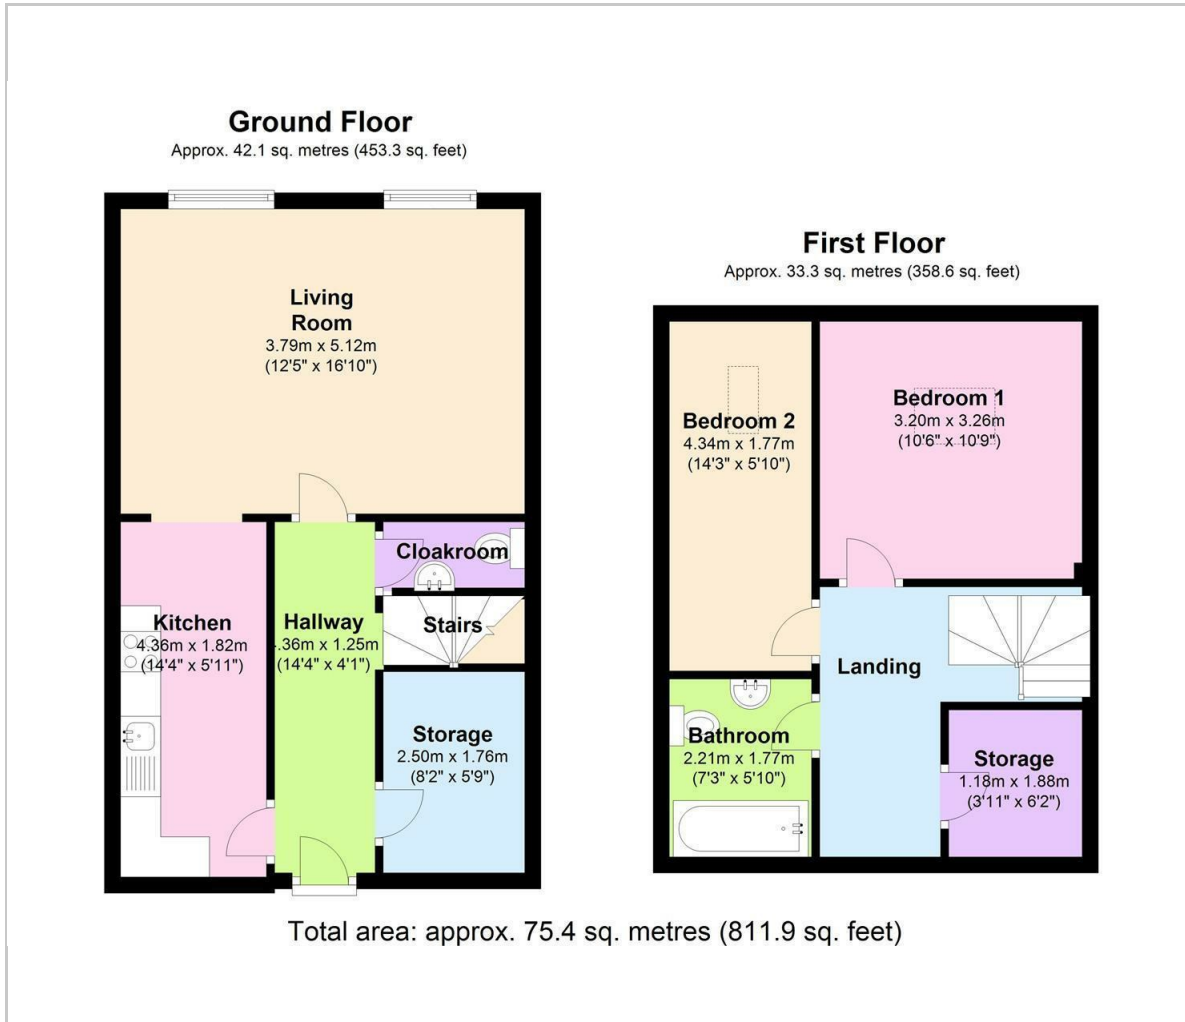 Ground Floor
Approx. 42.1 sq. metres (453.3 sq. feet)
Living
Room
3.79m x 5.12m
(12'5" x 16'10")
Cloakroom
Kitchen
4.36m x 1.82m
(14'4" x 5'11")
Hallway
.36m x 1.25m
(14'4" x 4'1")
Stairs
Storage
2.50m x 1.76m
(8'2" x 5'9")
First Floor
Approx. 33.3 sq. metres (358.6 sq. feet)
Bedroom 2
4.34m x 1.77m
(14'3" x 5'10")
Bedroom 1
3.20m x 3.26m
(10'6" x 10'9")
Landing
Bathroom
2.21m x 1.77m
(7'3" x 5'10")
Storage
1.18m x 1.88m
(3'11" x 6'2")
Total area: approx. 75.4 sq. metres (811.9 sq. feet)